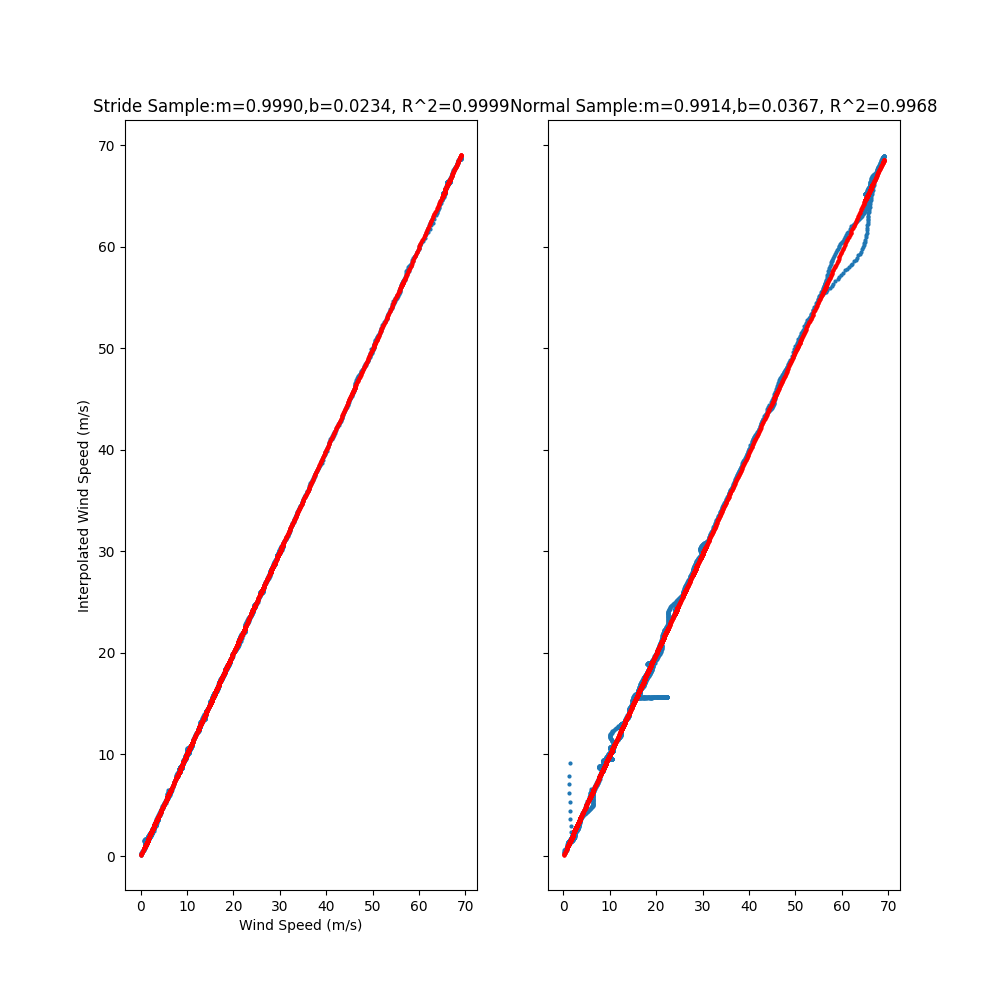 Stride Sample:m=0.9990,b=0.0234, R^2=0.9999
Normal Sample:m=0.9914,b=0.0367, R^2=0.9968
70
60
50
40
30
20
10
0
Interpolated Wind Speed (m/s)
0 10 20 30 40 50 60 70
Wind Speed (m/s)
0 10 20 30 40 50 60 70